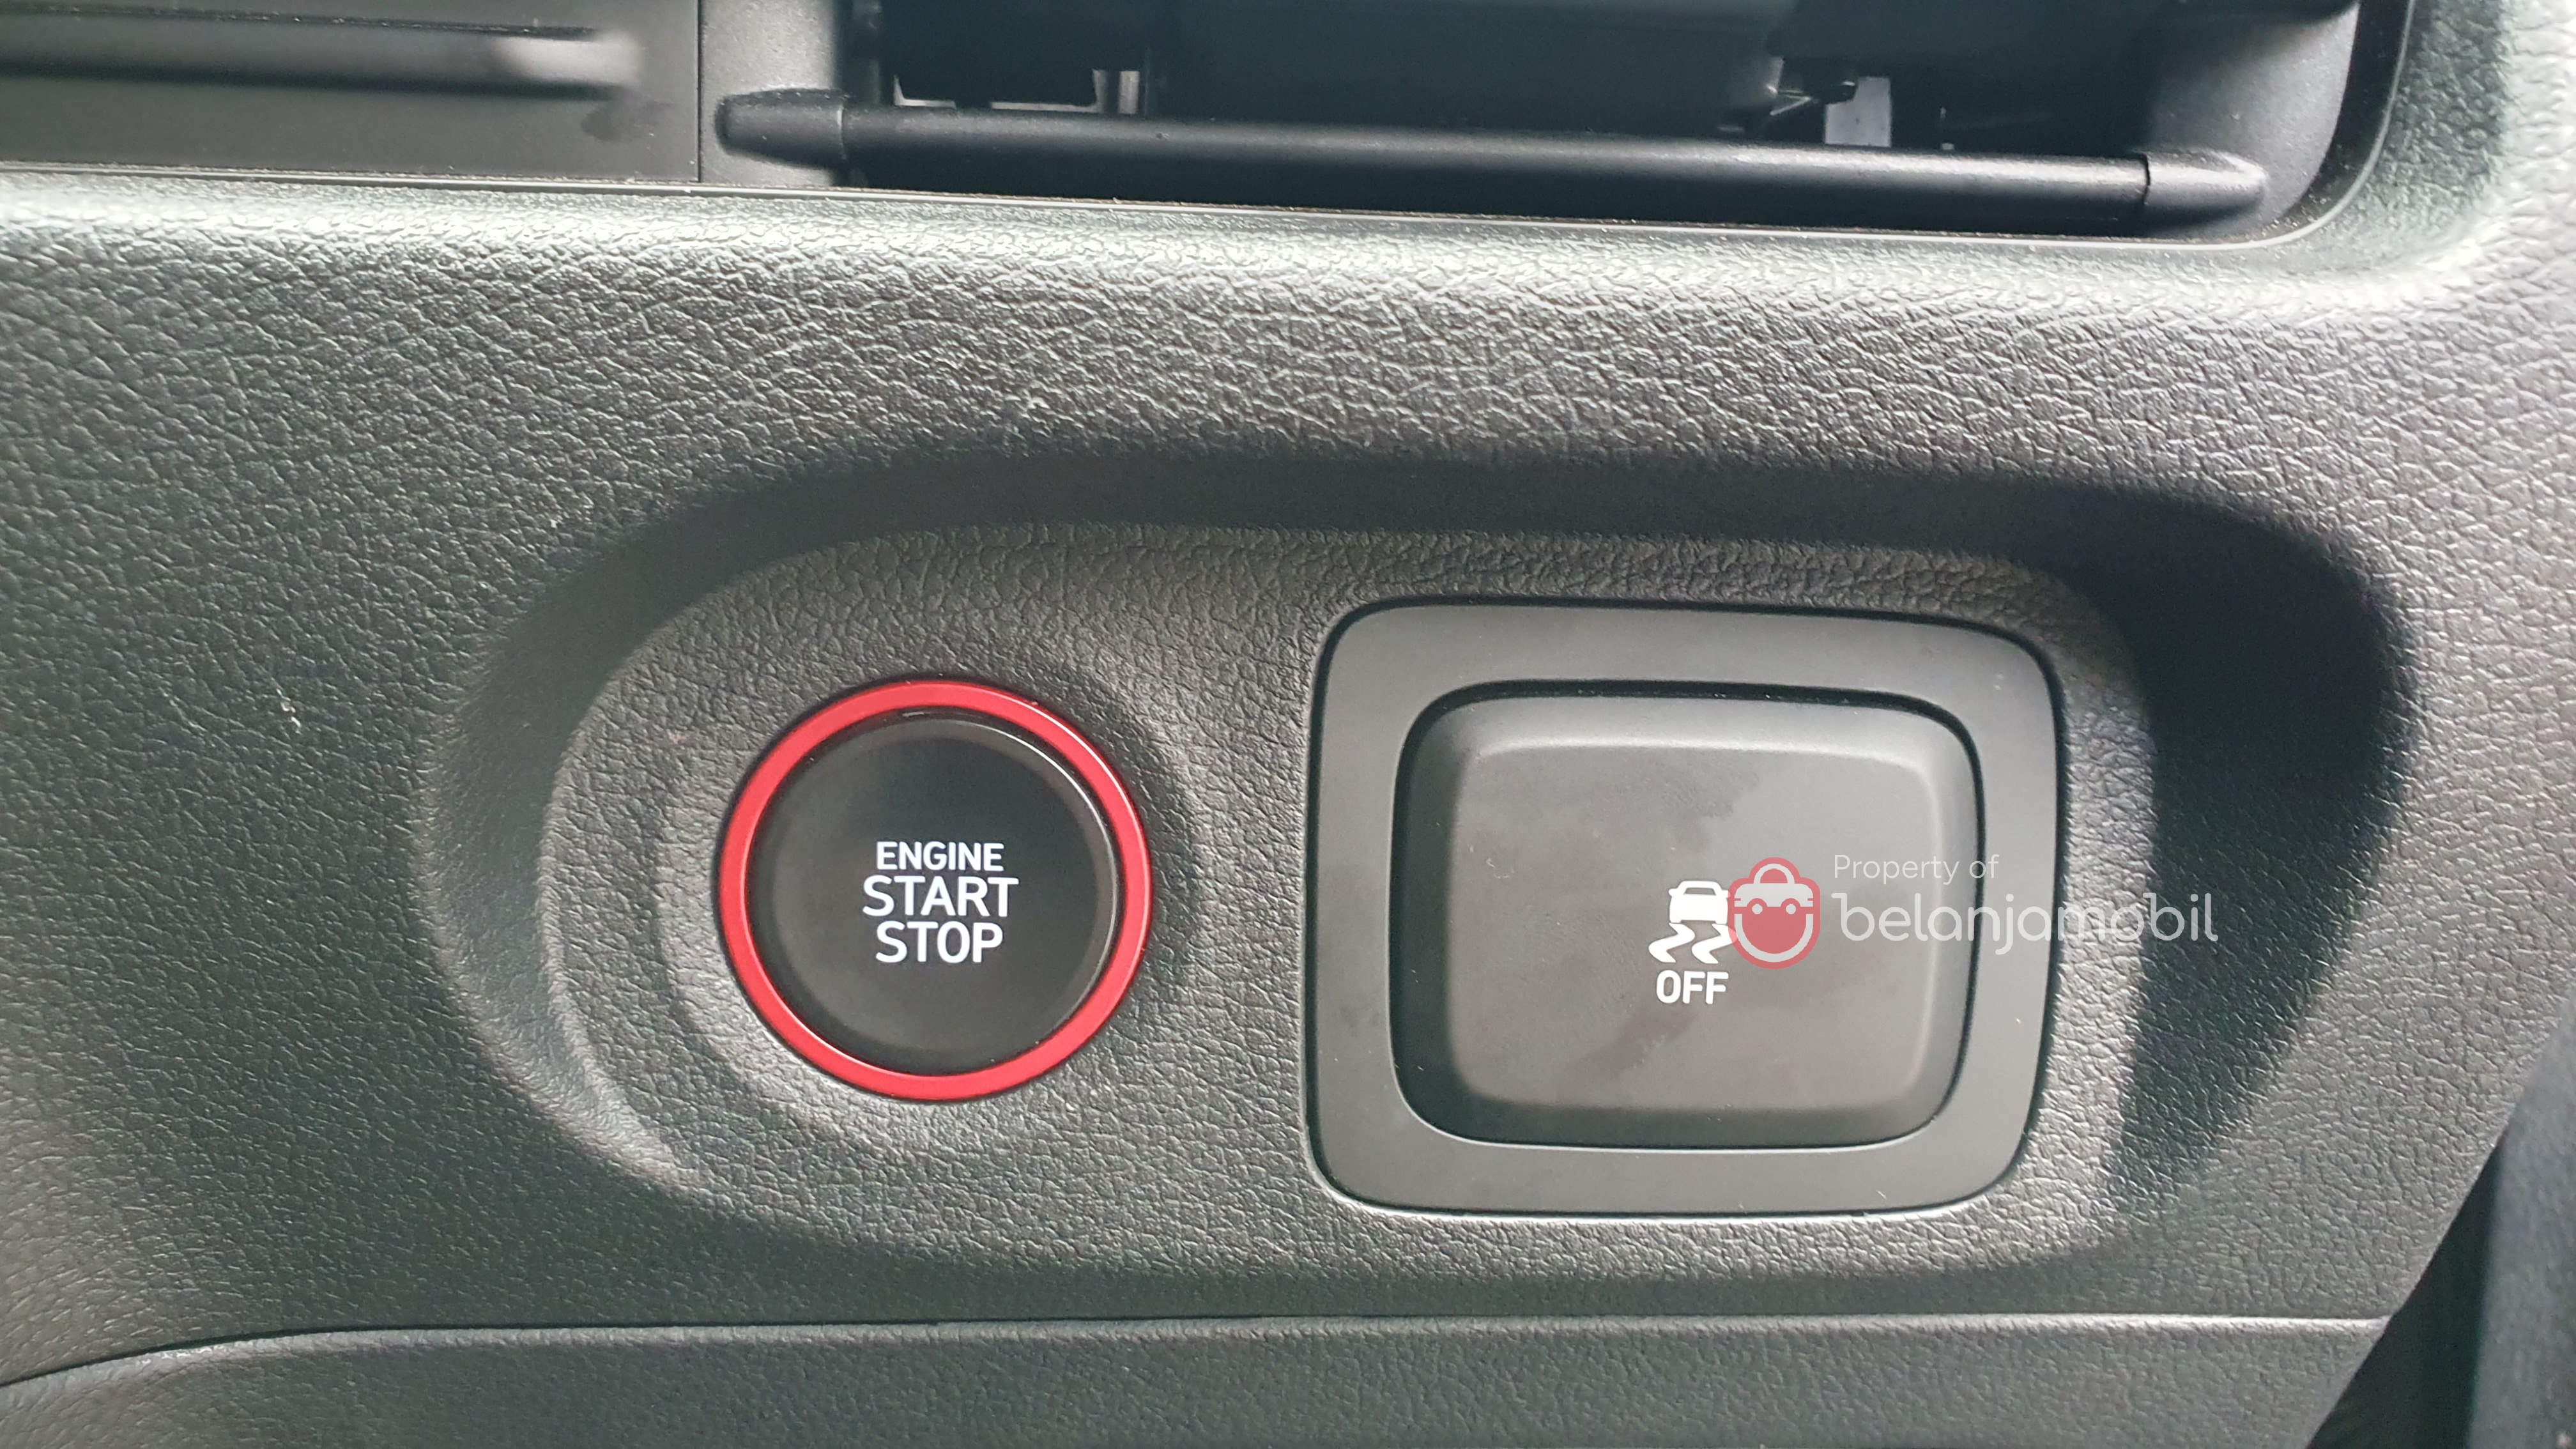 ENGINE
START
STOP
OFF
Property of
belanjamobil